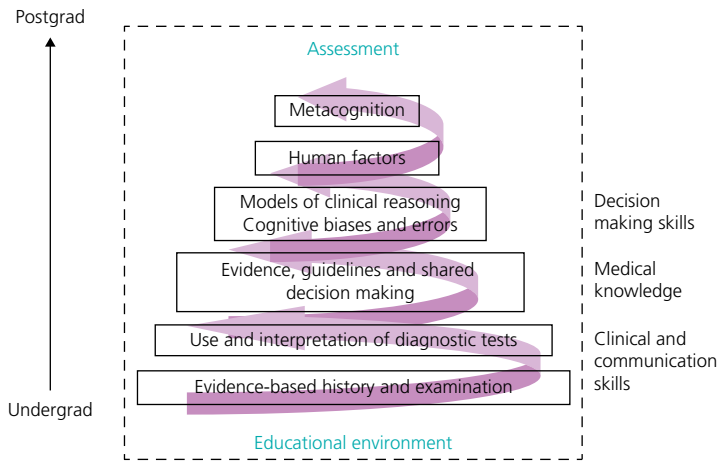 Postgrad
Assessment
Metacognition
Human factors
Models of clinical reasoning
Cognitive biases and errors
Decision
making skills
Evidence, guidelines and shared
decision making
Medical
knowledge
Use and interpretation of diagnostic tests
Clinical and
communication
skills
Evidence-based history and examination
Undergrad
Educational environment